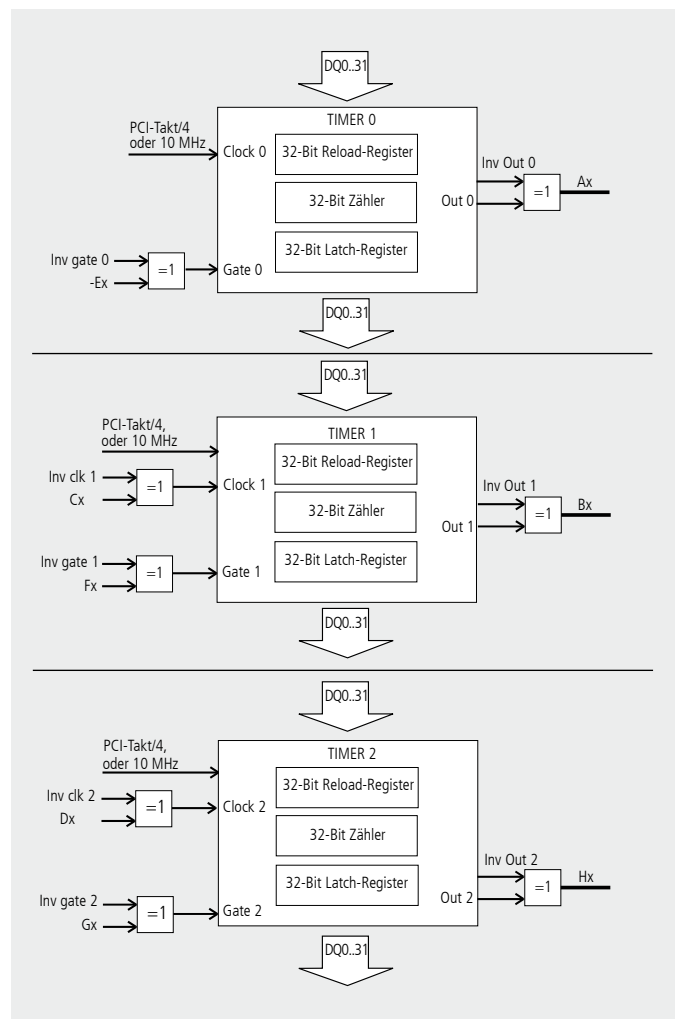 DQ0..31
TIMER 0
PCI-Takt/4
oder 10 MHz
Clock 0
32-Bit Reload-Register
Inv Out 0
Ax
32-Bit Zähler
Out 0
=1
32-Bit Latch-Register
Inv gate 0
-Ex
=1
Gate 0
DQ0..31
DQ0..31
TIMER 1
PCI-Takt/4,
oder 10 MHz
32-Bit Reload-Register
Inv clk 1
Cx
=1
Clock 1
Inv Out 1
Bx
32-Bit Zähler
Out 1
=1
32-Bit Latch-Register
Inv gate 1
Fx
=1
Gate 1
DQ0..31
DQ0..31
TIMER 2
PCI-Takt/4,
oder 10 MHz
32-Bit Reload-Register
Inv clk 2
Dx
=1
Clock 2
32-Bit Zähler
Inv Out 2
Hx
32-Bit Latch-Register
Out 2
=1
Inv gate 2
Gx
=1
Gate 2
DQ0..31